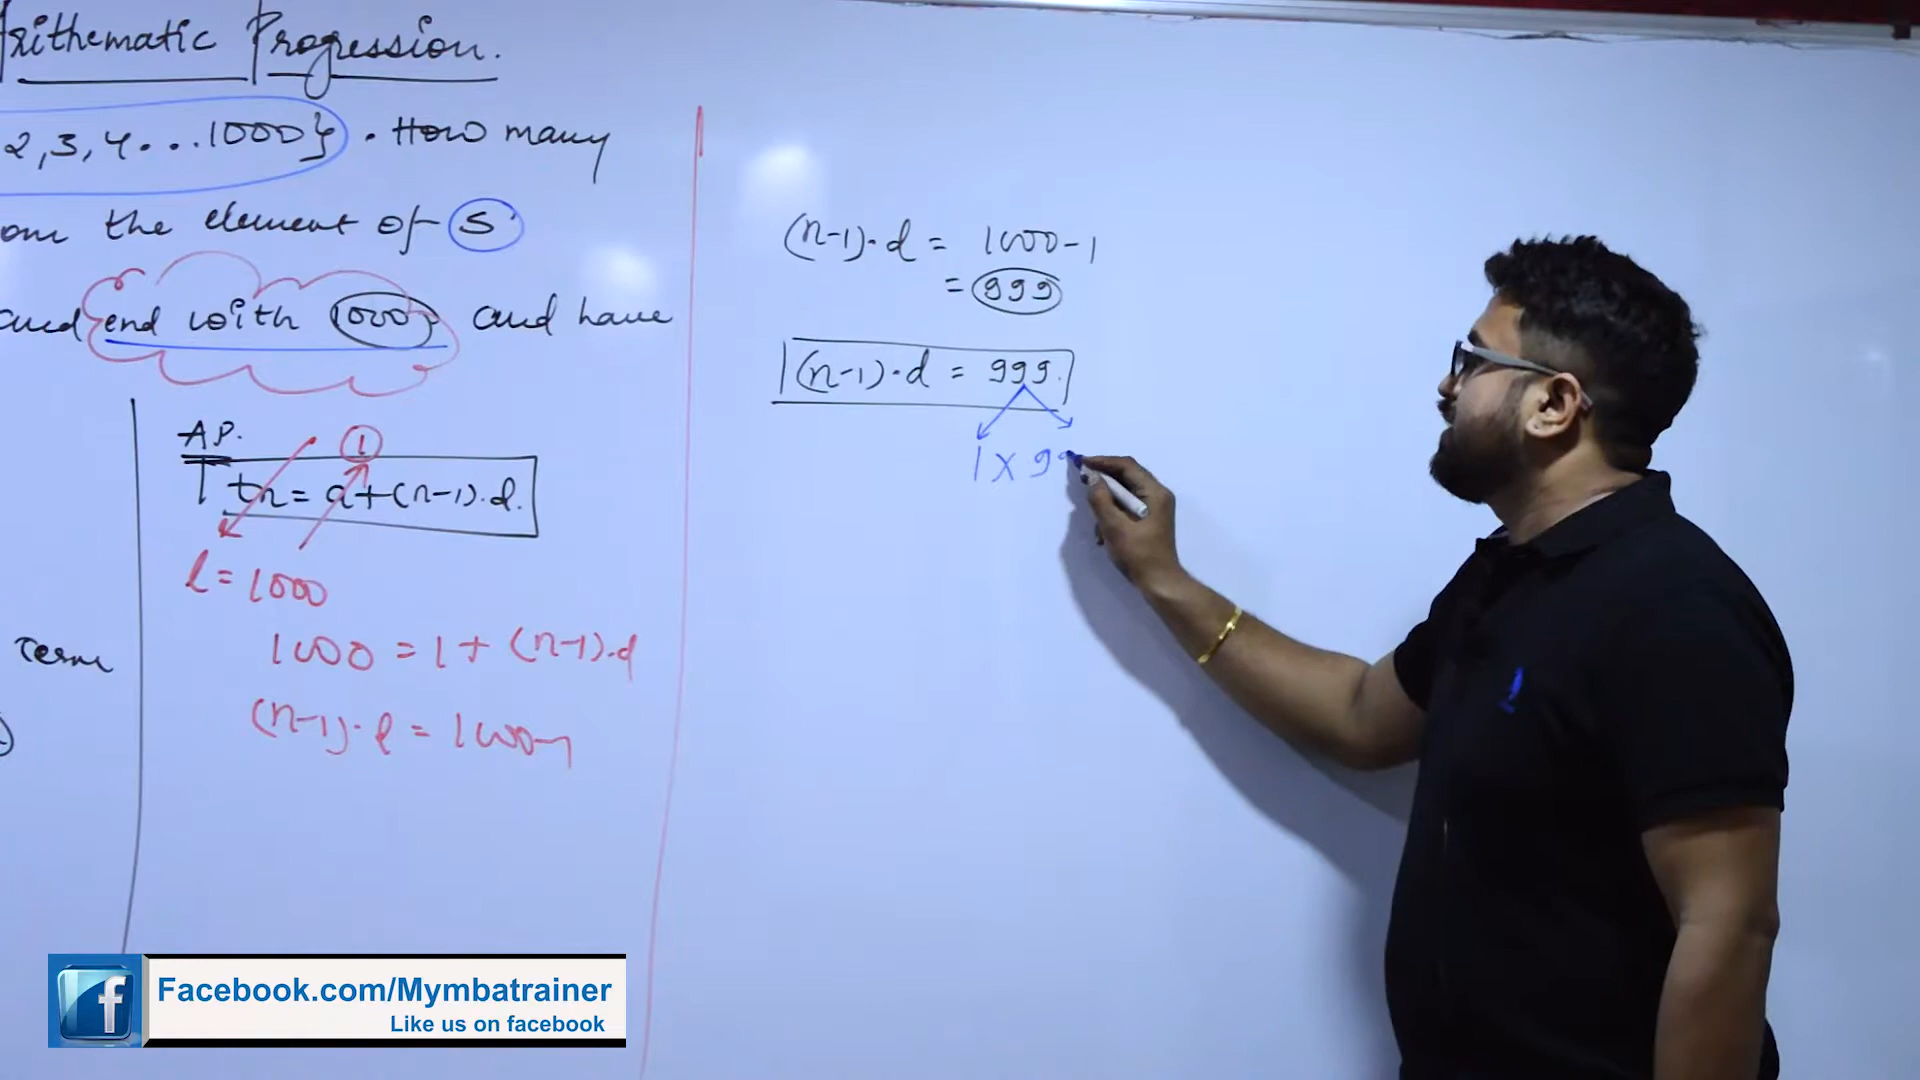 Arithematic Progression.
2,3,4...1000}. How many
the element of S
and end with 1000} and have
AP.
1
tn = a+(n-1).d.
l = 1000
1000 = 1 + (n-1).d
(n-1).d = 1000-1
Term
(n-1).d = 1000-1
= 999
(n-1).d = 999.
1 x 99
Facebook.com/Mymbatrainer
Like us on facebook